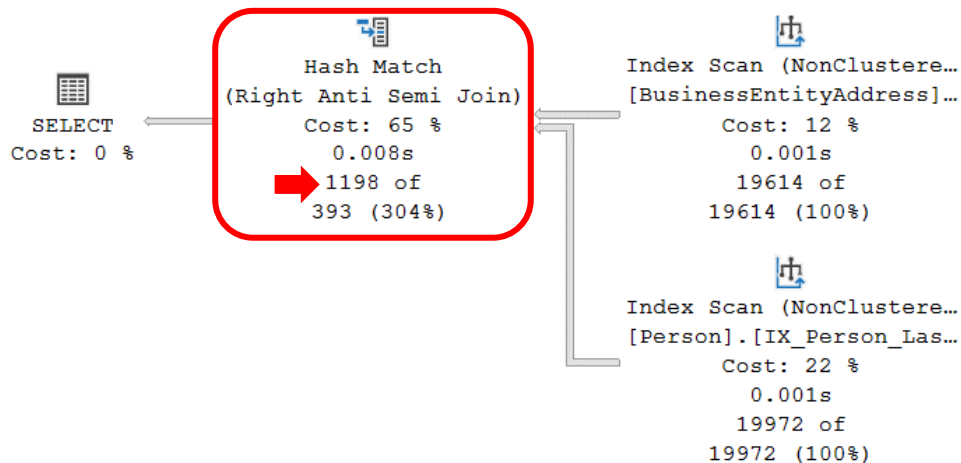 SELECT
Cost: 0 %
Hash Match
(Right Anti Semi Join)
Cost: 65 %
0.008s
1198 of
393 (304%)
Index Scan (NonClustere…
[BusinessEntityAddress]…
Cost: 12 %
0.001s
19614 of
19614 (100%)
Index Scan (NonClustere…
[Person].[IX_Person_Las…
Cost: 22 %
0.001s
19972 of
19972 (100%)